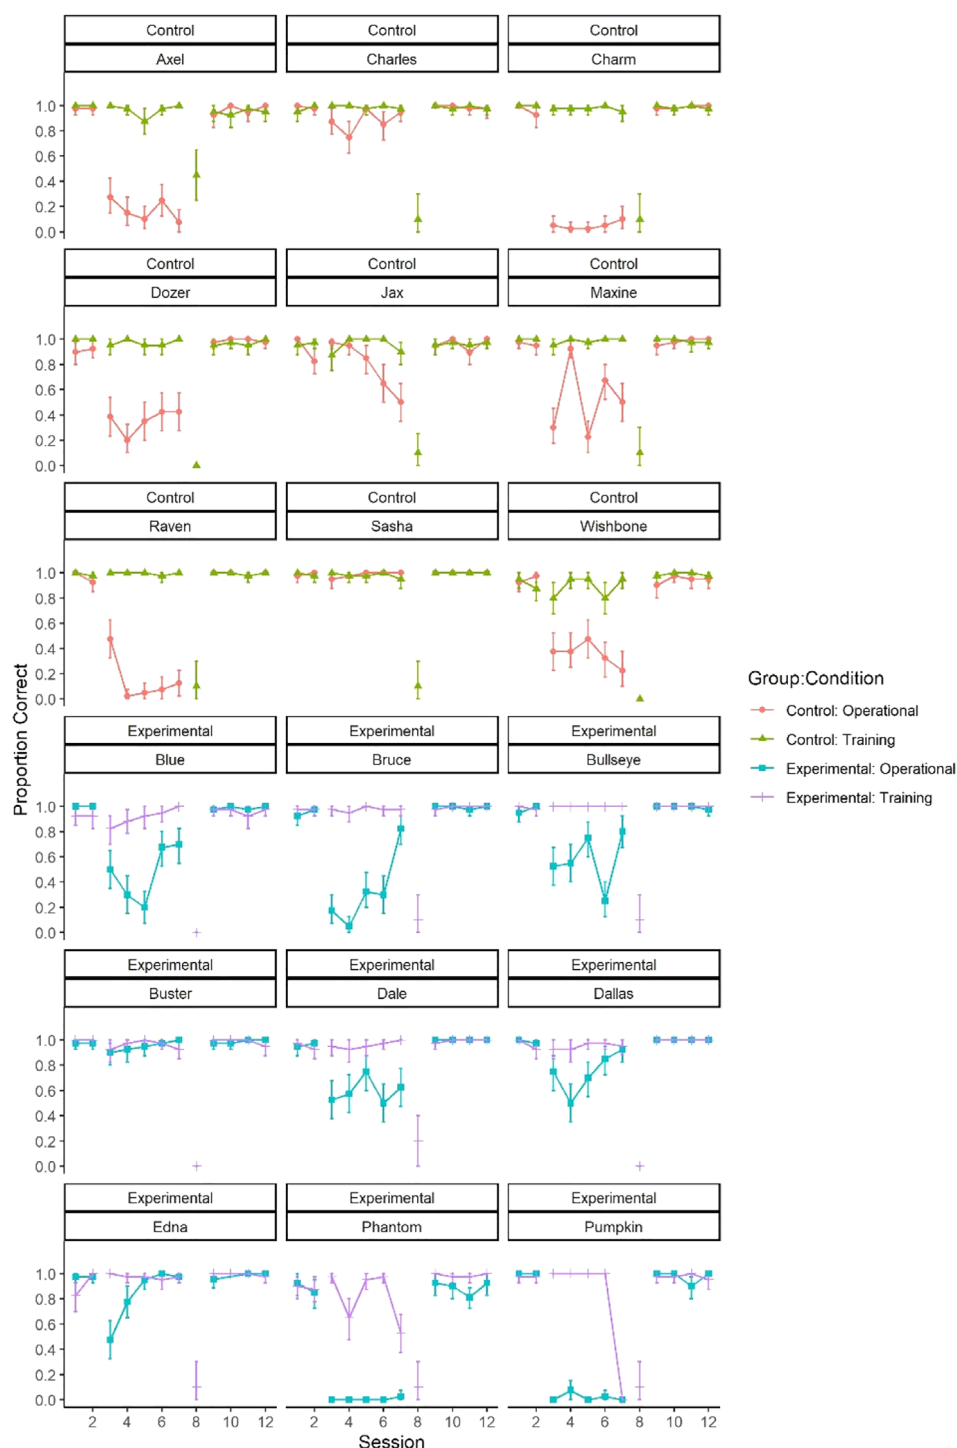 Control Control Control
Axel Charles Charm
1.0
0.8
0.6
0.4
0.2
0.0
Control Control Control
Dozer Jax Maxine
1.0
0.8
0.6
0.4
0.2
0.0
Control Control Control
Raven Sasha Wishbone
1.0
0.8
0.6
0.4
0.2
0.0
Proportion Correct
Experimental Experimental Experimental
Blue Bruce Bullseye
1.0
0.8
0.6
0.4
0.2
0.0
Experimental Experimental Experimental
Buster Dale Dallas
1.0
0.8
0.6
0.4
0.2
0.0
Experimental Experimental Experimental
Edna Phantom Pumpkin
1.0
0.8
0.6
0.4
0.2
0.0
2 4 6 8 10 12 2 4 6 8 10 12 2 4 6 8 10 12
Session
Group:Condition
Control: Operational
Control: Training
Experimental: Operational
Experimental: Training